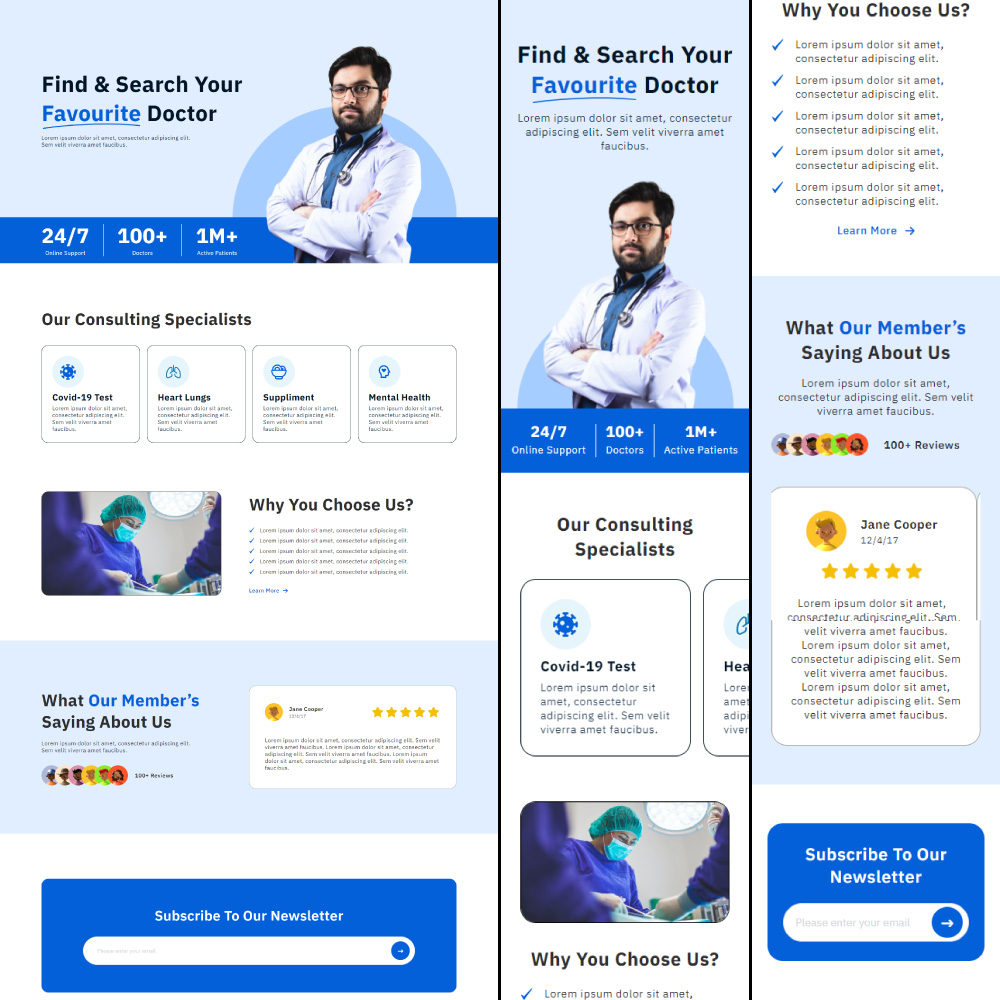 Find & Search Your
Favourite Doctor
Lorem ipsum dolor sit amet, consectetur adipiscing elit.
Sem velit viverra amet faucibus.
24/7
Online Support
100+
Doctors
1M+
Active Patients
Our Consulting Specialists
Covid-19 Test
Lorem ipsum dolor sit amet,
consectetur adipiscing elit.
Sem velit viverra amet
faucibus.
Heart Lungs
Lorem ipsum dolor sit amet,
consectetur adipiscing elit.
Sem velit viverra amet
faucibus.
Suppliment
Lorem ipsum dolor sit amet,
consectetur adipiscing elit.
Sem velit viverra amet
faucibus.
Mental Health
Lorem ipsum dolor sit amet,
consectetur adipiscing elit.
Sem velit viverra amet
faucibus.
Why You Choose Us?
Lorem ipsum dolor sit amet, consectetur adipiscing elit.
Lorem ipsum dolor sit amet, consectetur adipiscing elit.
Lorem ipsum dolor sit amet, consectetur adipiscing elit.
Lorem ipsum dolor sit amet, consectetur adipiscing elit.
Lorem ipsum dolor sit amet, consectetur adipiscing elit.
Learn More
What Our Member's
Saying About Us
Lorem ipsum dolor sit amet, consectetur adipiscing elit.
Sem velit viverra amet faucibus.
100+ Reviews
Jane Cooper
12/4/17
Lorem ipsum dolor sit amet, consectetur adipiscing elit. Sem velit
viverra amet faucibus. Lorem ipsum dolor sit amet, consectetur
adipiscing elit. Sem velit viverra amet faucibus. Lorem ipsum
dolor sit amet, consectetur adipiscing elit. Sem velit viverra amet
faucibus.
Subscribe To Our Newsletter
Please enter your email
Find & Search Your
Favourite Doctor
Lorem ipsum dolor sit amet, consectetur
adipiscing elit. Sem velit viverra amet
faucibus.
24/7
Online Support
100+
Doctors
1M+
Active Patients
Our Consulting
Specialists
Covid-19 Test
Lorem ipsum dolor sit
amet, consectetur
adipiscing elit. Sem velit
viverra amet faucibus.
Hea
Lorem
amet,
adipi
viver
Why You Choose Us?
Lorem ipsum dolor sit amet,
Why You Choose Us?
Lorem ipsum dolor sit amet,
consectetur adipiscing elit.
Lorem ipsum dolor sit amet,
consectetur adipiscing elit.
Lorem ipsum dolor sit amet,
consectetur adipiscing elit.
Lorem ipsum dolor sit amet,
consectetur adipiscing elit.
Lorem ipsum dolor sit amet,
consectetur adipiscing elit.
Learn More
What Our Member's
Saying About Us
Lorem ipsum dolor sit amet,
consectetur adipiscing elit. Sem velit
viverra amet faucibus.
100+ Reviews
Jane Cooper
12/4/17
Lorem ipsum dolor sit amet,
consectetur adipiscing elit. Sem
velit viverra amet faucibus.
Lorem ipsum dolor sit amet,
consectetur adipiscing elit. Sem
velit viverra amet faucibus.
Lorem ipsum dolor sit amet,
consectetur adipiscing elit. Sem
velit viverra amet faucibus.
Subscribe To Our
Newsletter
Please enter your email